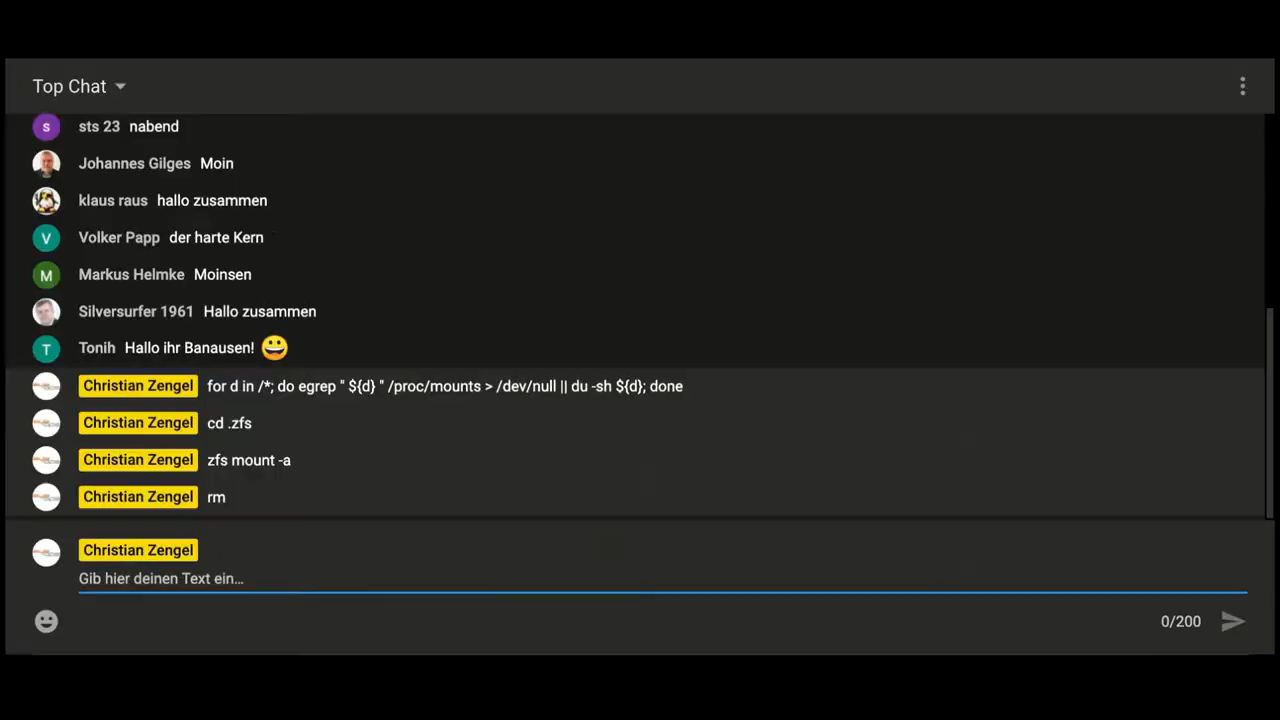 Top Chat
s sts 23 nabend
Johannes Gilges Moin
klaus raus hallo zusammen
V Volker Papp der harte Kern
M Markus Helmke Moinsen
Silversurfer 1961 Hallo zusammen
T Tonih Hallo ihr Banausen! 😀
Christian Zengel for d in /*; do egrep " ${d} " /proc/mounts > /dev/null || du -sh ${d}; done
Christian Zengel cd .zfs
Christian Zengel zfs mount -a
Christian Zengel rm
Christian Zengel
Gib hier deinen Text ein...
0/200